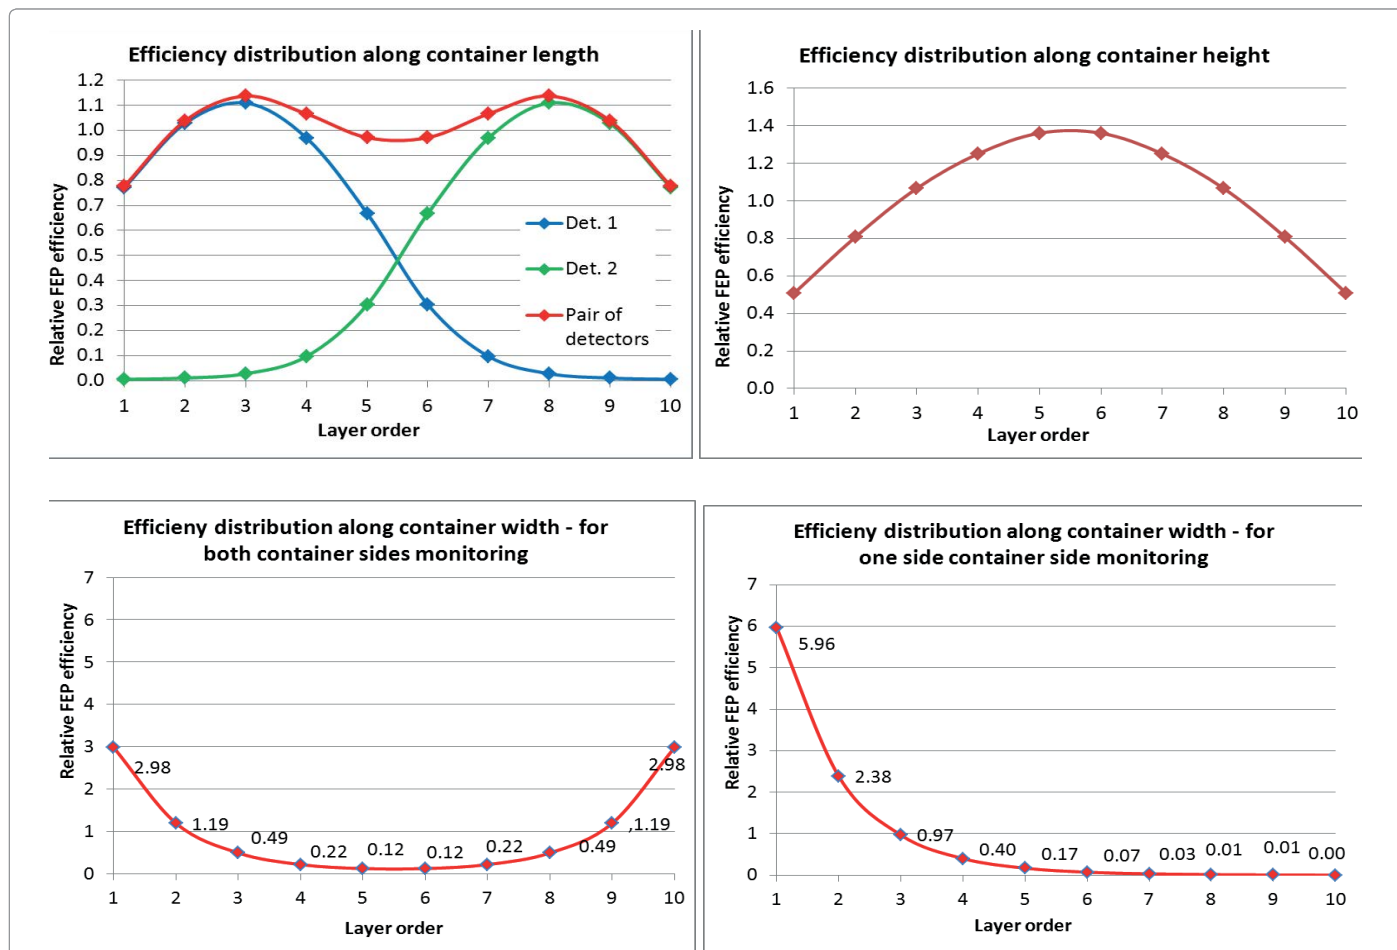 Efficiency distribution along container length
Relative FEP efficiency
1.2
1.1
1.0
0.9
0.8
0.7
0.6
0.5
0.4
0.3
0.2
0.1
0.0
Det. 1
Det. 2
Pair of
detectors
1 2 3 4 5 6 7 8 9 10
Layer order
Efficiency distribution along container height
Relative FEP efficiency
1.6
1.4
1.2
1.0
0.8
0.6
0.4
0.2
0.0
1 2 3 4 5 6 7 8 9 10
Layer order
Efficieny distribution along container width - for
both container sides monitoring
Relative FEP efficiency
7
6
5
4
3
2
1
0
2.98
1.19
0.49
0.22
0.12
0.12
0.22
0.49
,1.19
2.98
1 2 3 4 5 6 7 8 9 10
Layer order
Efficieny distribution along container width - for
one side container side monitoring
Relative FEP efficiency
7
6
5
4
3
2
1
0
5.96
2.38
0.97
0.40
0.17
0.07
0.03
0.01
0.01
0.00
1 2 3 4 5 6 7 8 9 10
Layer order